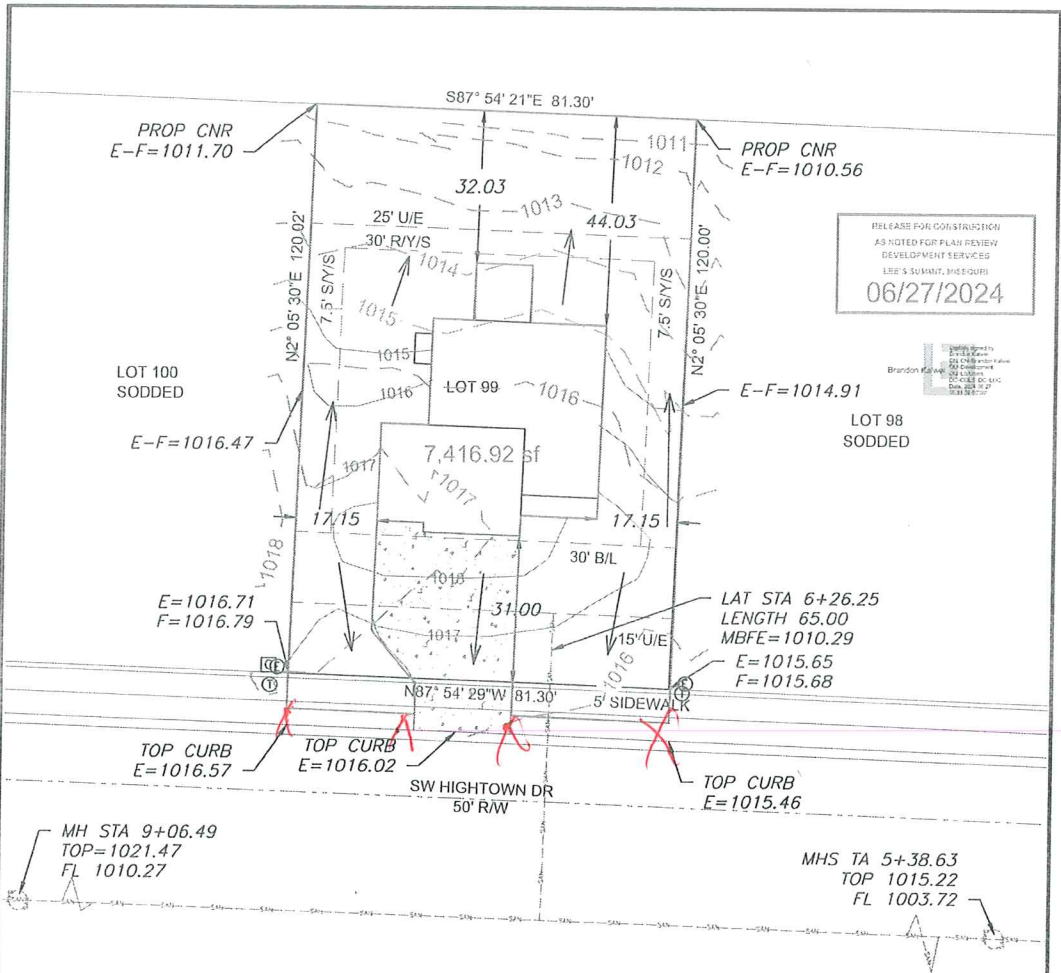 S87° 54' 21"E 81.30'
PROP CNR
E-F=1011.70
1011
1012
PROP CNR
E-F=1010.56
32.03
1013
25' U/E
44.03
30' R/Y/S
1014
RELEASE FOR CONSTRUCTION
AS NOTED FOR PLAN REVIEW
DEVELOPMENT SERVICES
LEE'S SUMMIT, MISSOURI
06/27/2024
N2° 05' 30"E 120.02'
7.5' S/Y/S
1015
7.5' S/Y/S
N2° 05' 30"E 120.00'
1015
LOT 100
SODDED
1016
LOT 99
1016
E-F=1014.91
LOT 98
SODDED
E-F=1016.47
7,416.92 sf
1017
1017
17.15
17.15
1018
30' B/L
E=1016.71
F=1016.79
31.00
1017
LAT STA 6+26.25
LENGTH 65.00
MBFE=1010.29
15' U/E
1016
E=1015.65
F=1015.68
N87° 54' 29"W 81.30'
5' SIDEWALK
TOP CURB
E=1016.57
TOP CURB
E=1016.02
TOP CURB
E=1015.46
SW HIGHTOWN DR
50' R/W
MH STA 9+06.49
TOP=1021.47
FL 1010.27
MHS TA 5+38.63
TOP 1015.22
FL 1003.72